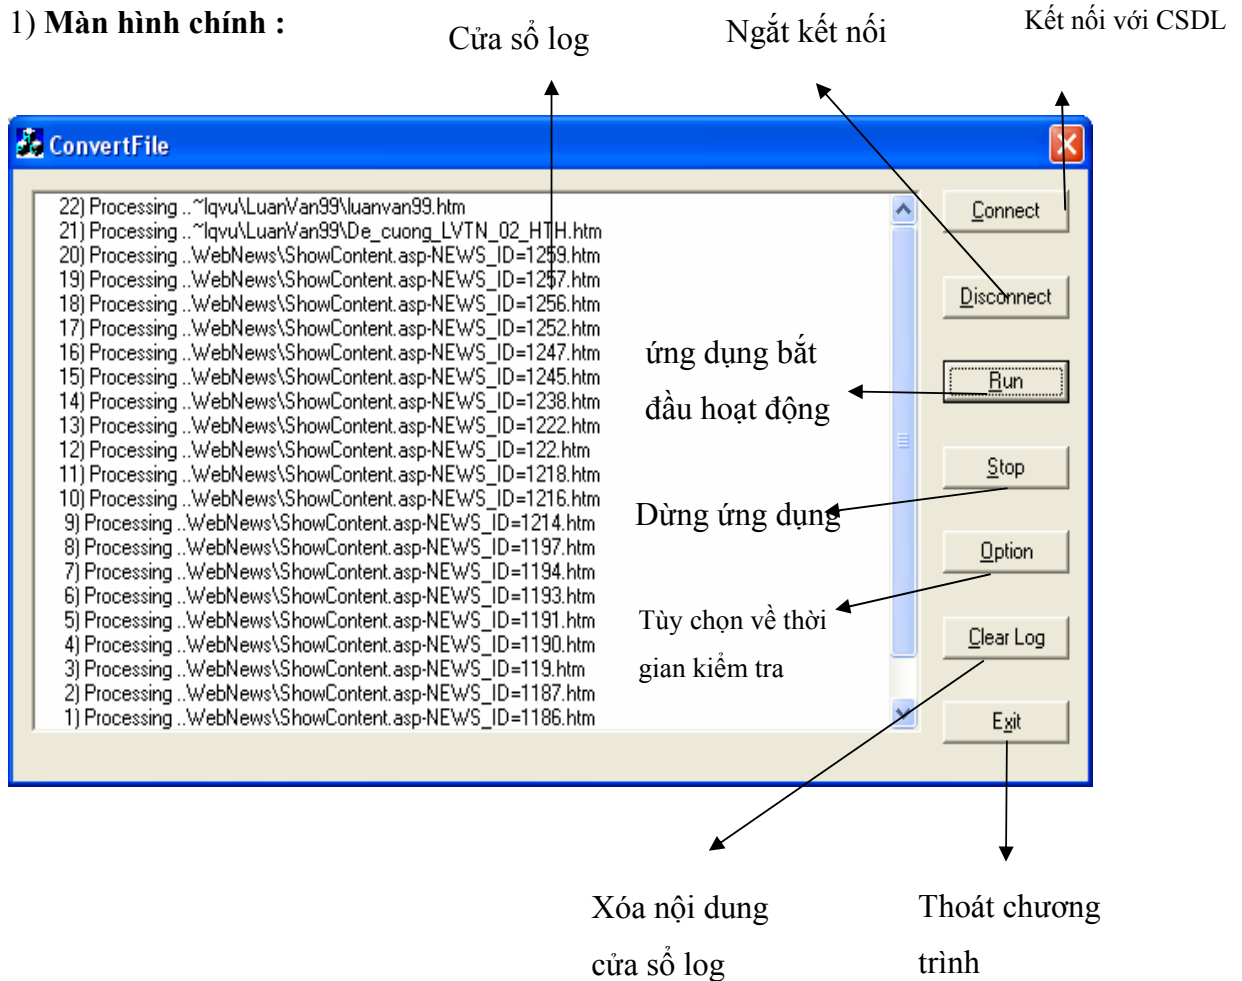 1) Màn hình chính :
Cửa sổ log
Ngắt kết nối
Kết nối với CSDL
ConvertFile
22) Processing ..~lqvu\LuanVan99\luanvan99.htm
21) Processing ..~lqvu\LuanVan99\De_cuong_LVTN_02_HTH.htm
20) Processing ..WebNews\ShowContent.asp-NEWS_ID=1259.htm
19) Processing ..WebNews\ShowContent.asp-NEWS_ID=1257.htm
18) Processing ..WebNews\ShowContent.asp-NEWS_ID=1256.htm
17) Processing ..WebNews\ShowContent.asp-NEWS_ID=1252.htm
16) Processing ..WebNews\ShowContent.asp-NEWS_ID=1247.htm
15) Processing ..WebNews\ShowContent.asp-NEWS_ID=1245.htm
14) Processing ..WebNews\ShowContent.asp-NEWS_ID=1238.htm
13) Processing ..WebNews\ShowContent.asp-NEWS_ID=1222.htm
12) Processing ..WebNews\ShowContent.asp-NEWS_ID=122.htm
11) Processing ..WebNews\ShowContent.asp-NEWS_ID=1218.htm
10) Processing ..WebNews\ShowContent.asp-NEWS_ID=1216.htm
9) Processing ..WebNews\ShowContent.asp-NEWS_ID=1214.htm
8) Processing ..WebNews\ShowContent.asp-NEWS_ID=1197.htm
7) Processing ..WebNews\ShowContent.asp-NEWS_ID=1194.htm
6) Processing ..WebNews\ShowContent.asp-NEWS_ID=1193.htm
5) Processing ..WebNews\ShowContent.asp-NEWS_ID=1191.htm
4) Processing ..WebNews\ShowContent.asp-NEWS_ID=1190.htm
3) Processing ..WebNews\ShowContent.asp-NEWS_ID=119.htm
2) Processing ..WebNews\ShowContent.asp-NEWS_ID=1187.htm
1) Processing ..WebNews\ShowContent.asp-NEWS_ID=1186.htm
Connect
Disconnect
ứng dụng bắt
đầu hoạt động
Run
Stop
Dừng ứng dụng
Option
Tùy chọn về thời
gian kiểm tra
Clear Log
Exit
Xóa nội dung
cửa sổ log
Thoát chương
trình